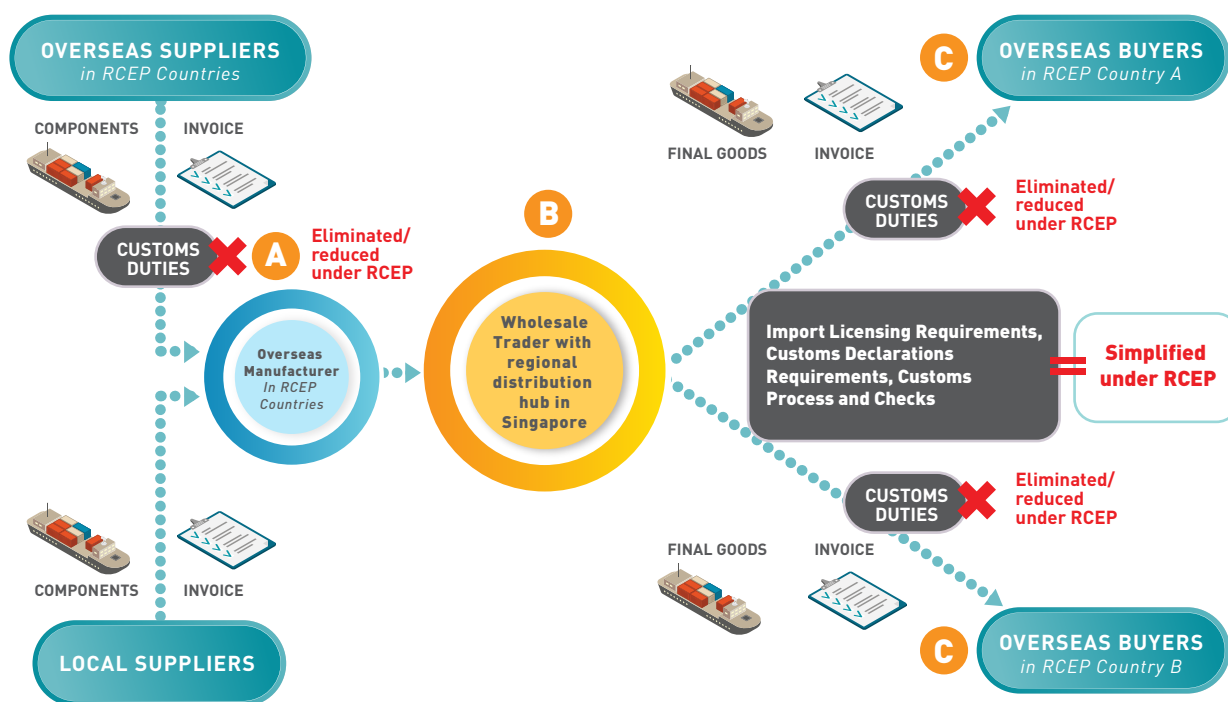 OVERSEAS SUPPLIERS
in RCEP Countries
COMPONENTS
INVOICE
CUSTOMS
DUTIES
A
Eliminated/
reduced
under RCEP
Overseas
Manufacturer
In RCEP
Countries
COMPONENTS
INVOICE
LOCAL SUPPLIERS
B
Wholesale
Trader with
regional
distribution
hub in
Singapore
C
OVERSEAS BUYERS
in RCEP Country A
FINAL GOODS
INVOICE
CUSTOMS
DUTIES
Eliminated/
reduced
under RCEP
Import Licensing Requirements,
Customs Declarations
Requirements, Customs
Process and Checks
Simplified
under RCEP
CUSTOMS
DUTIES
Eliminated/
reduced
under RCEP
FINAL GOODS
INVOICE
C
OVERSEAS BUYERS
in RCEP Country B